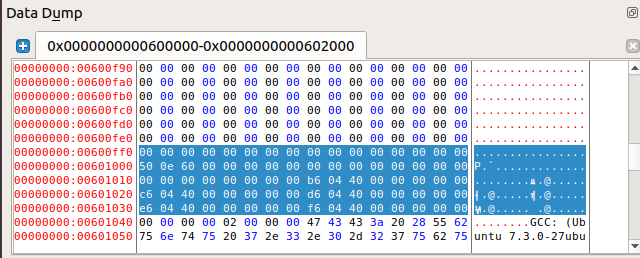 Data Dump
0x0000000000600000-0x0000000000602000
00000000:00600f90 00 00 00 00 00 00 00 00 00 00 00 00 00 00 00 00 ................
00000000:00600fa0 00 00 00 00 00 00 00 00 00 00 00 00 00 00 00 00 ................
00000000:00600fb0 00 00 00 00 00 00 00 00 00 00 00 00 00 00 00 00 ................
00000000:00600fc0 00 00 00 00 00 00 00 00 00 00 00 00 00 00 00 00 ................
00000000:00600fd0 00 00 00 00 00 00 00 00 00 00 00 00 00 00 00 00 ................
00000000:00600fe0 00 00 00 00 00 00 00 00 00 00 00 00 00 00 00 00 ................
00000000:00600ff0 00 00 00 00 00 00 00 00 00 00 00 00 00 00 00 00 ................
00000000:00601000 50 0e 60 00 00 00 00 00 00 00 00 00 00 00 00 00 P.`.............
00000000:00601010 00 00 00 00 00 00 00 00 b6 04 40 00 00 00 00 00 ........ .@.....
00000000:00601020 c6 04 40 00 00 00 00 00 d6 04 40 00 00 00 00 00 .@..... .@.....
00000000:00601030 e6 04 40 00 00 00 00 00 f6 04 40 00 00 00 00 00 .@..... .@.....
00000000:00601040 00 00 00 00 02 00 00 00 47 43 43 3a 20 28 55 62 ........GCC: (Ub
00000000:00601050 75 6e 74 75 20 37 2e 33 2e 30 2d 32 37 75 62 75 untu 7.3.0-27ubu